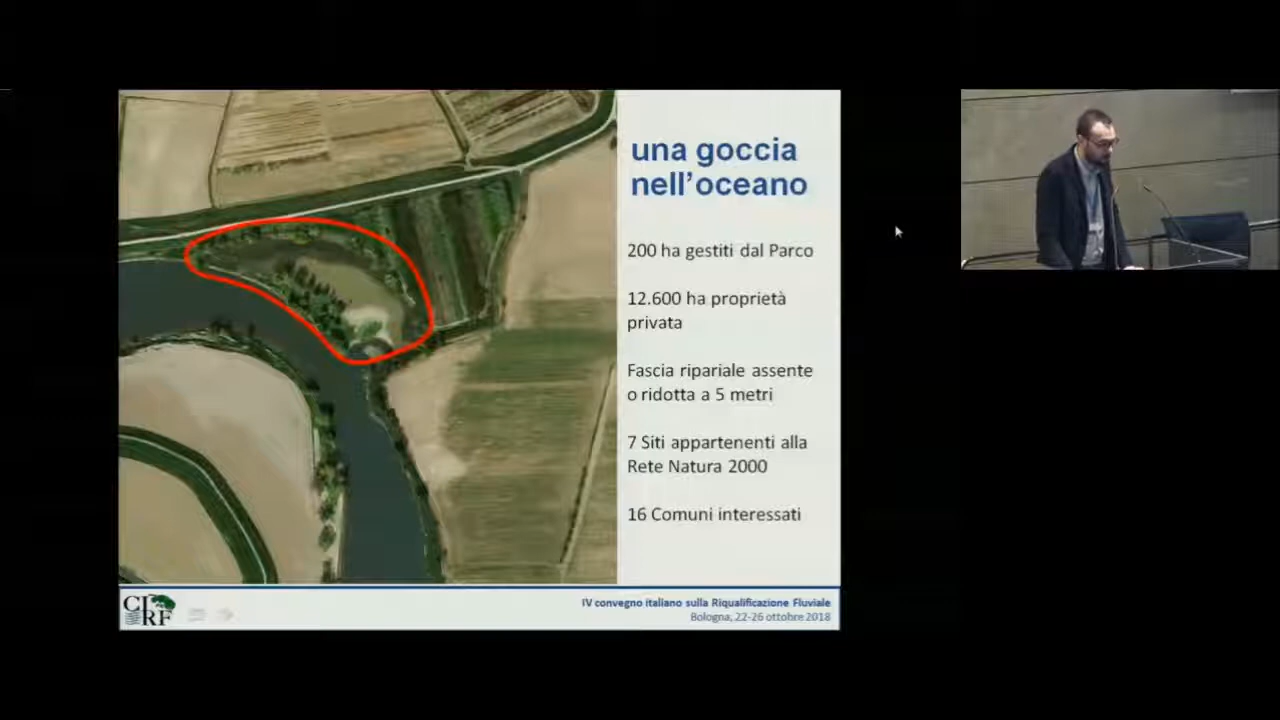 una goccia
nell'oceano
200 ha gestiti dal Parco
12.600 ha proprietà
privata
Fascia ripariale assente
o ridotta a 5 metri
7 Siti appartenenti alla
Rete Natura 2000
16 Comuni interessati
CIRF
IV convegno italiano sulla Riqualificazione Fluviale
Bologna, 22-26 ottobre 2018